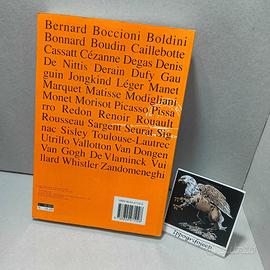 Bernard Boccioni Boldini
Bonnard Boudin Caillebotte
Cassatt Cézanne Degas Denis
De Nittis Derain Dufy Gau
guin Jongkind Léger Manet
Marquet Matisse Modigliani
Monet Morisot Picasso Pissa
rro Redon Renoir Rouault
Rousseau Sargent Seurat Sig
nac Sisley Toulouse-Lautrec
Utrillo Vallotton Van Dongen
Van Gogh De Vlaminck Vui
llard Whistler Zandomeneghi